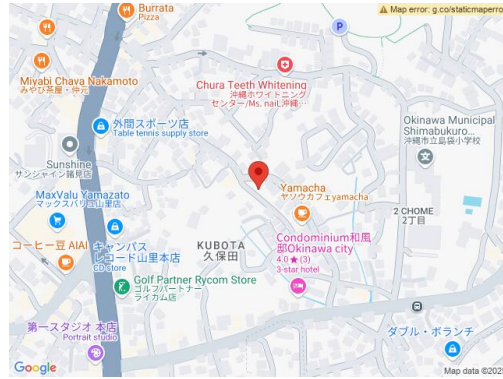 Burrata
Pizza
⚠ Map error: g.co/staticmaperro
P
Miyabi Chava Nakamoto
みやび茶屋・仲元
Chura Teeth Whitening
沖縄ホワイトニング
センター/Ms. nail 沖縄…
外間スポーツ店
Table tennis supply store
Okinawa Municipal
Shimabukuro...
沖縄市立島袋小学校
Sunshine
サンシャイン諸見店
MaxValu Yamazato
マックスバリュ山里店
Yamacha
ヤソウカフェyamacha
2 CHOME
2丁目
コーヒー豆 AIAI
キャンパス
レコード山里本店
CD store
KUBOTA
久保田
Condominium和風
邸Okinawa city
4.0★ (3)
3-star hotel
Golf Partner Rycom Store
ゴルフパートナー
ライカム店
第一スタジオ 本店
Portrait studio
ダブル・ボランチ
Google
Map data ©202